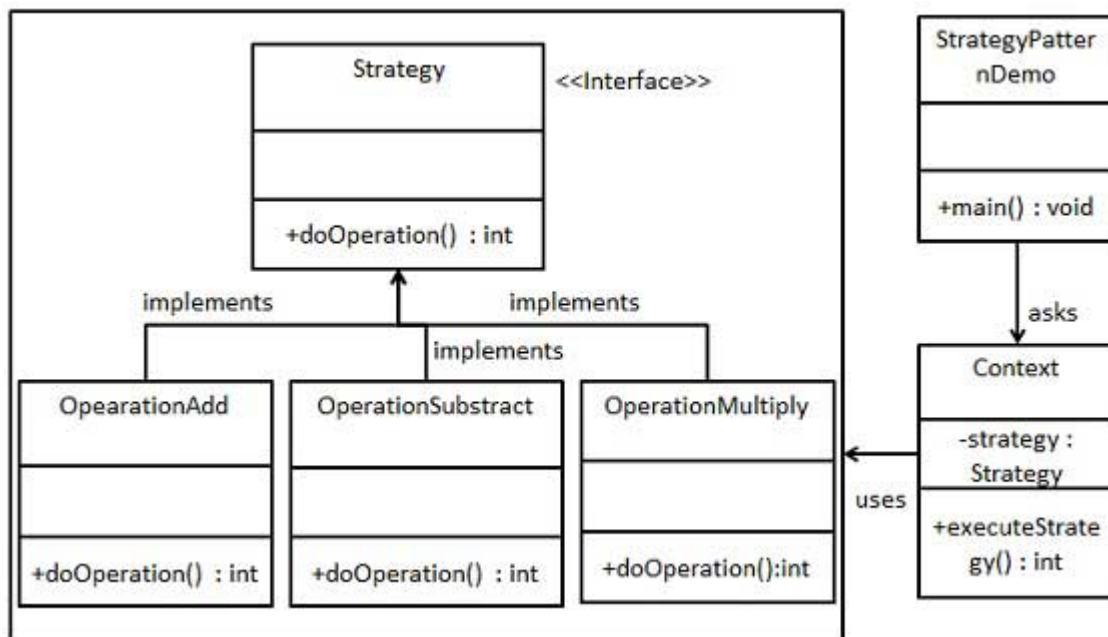 Strategy
<<Interface>>
+doOperation() : int
implements
implements
implements
OpearationAdd
+doOperation() : int
OperationSubstract
+doOperation() : int
OperationMultiply
+doOperation():int
StrategyPatter
nDemo
+main() : void
asks
Context
-strategy :
Strategy
+executeStrate
gy() : int
uses